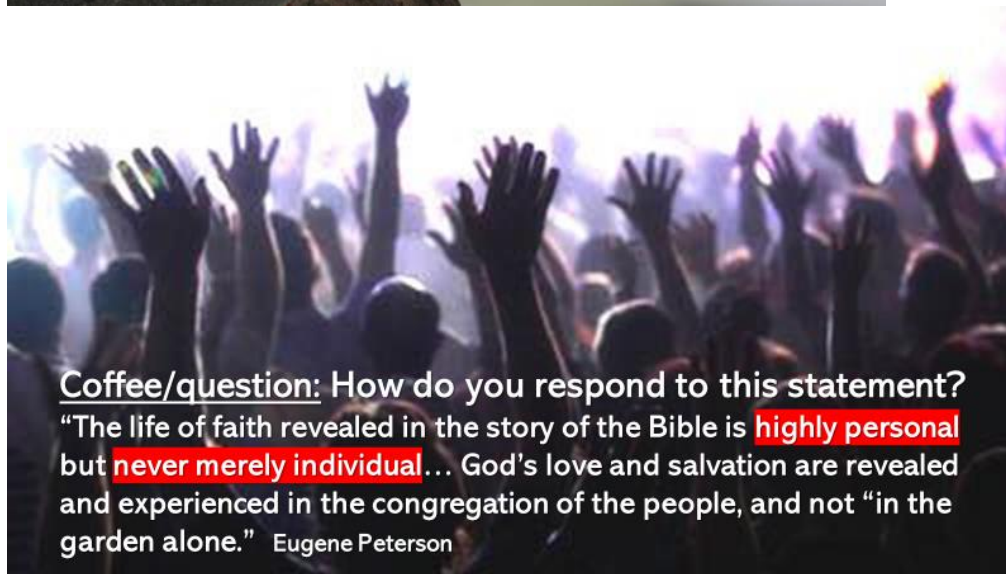 Coffee/question: How do you respond to this statement?
“The life of faith revealed in the story of the Bible is highly personal
but never merely individual… God’s love and salvation are revealed
and experienced in the congregation of the people, and not “in the
garden alone.” Eugene Peterson